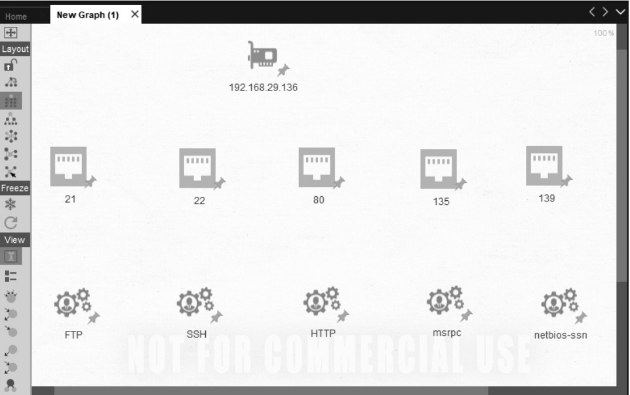 Home
New Graph (1)
100%
Layout
Freeze
View
192.168.29.136
21
22
80
135
139
FTP
SSH
HTTP
msrpc
netbios-ssn
NOT FOR COMMERCIAL USE